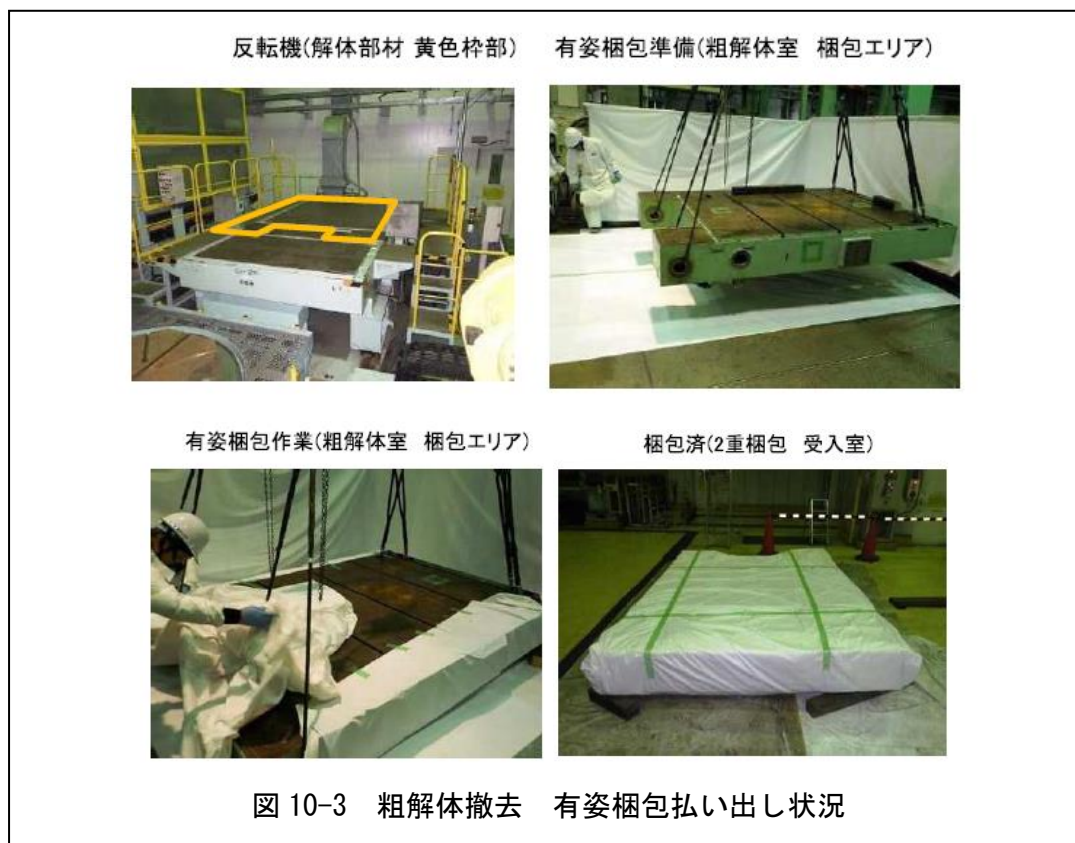 反転機(解体部材 黄色枠部)
有姿梱包準備(粗解体室 梱包エリア)
有姿梱包作業(粗解体室 梱包エリア)
梱包済(2重梱包 受入室)
図 10-3 粗解体撤去 有姿梱包払い出し状況